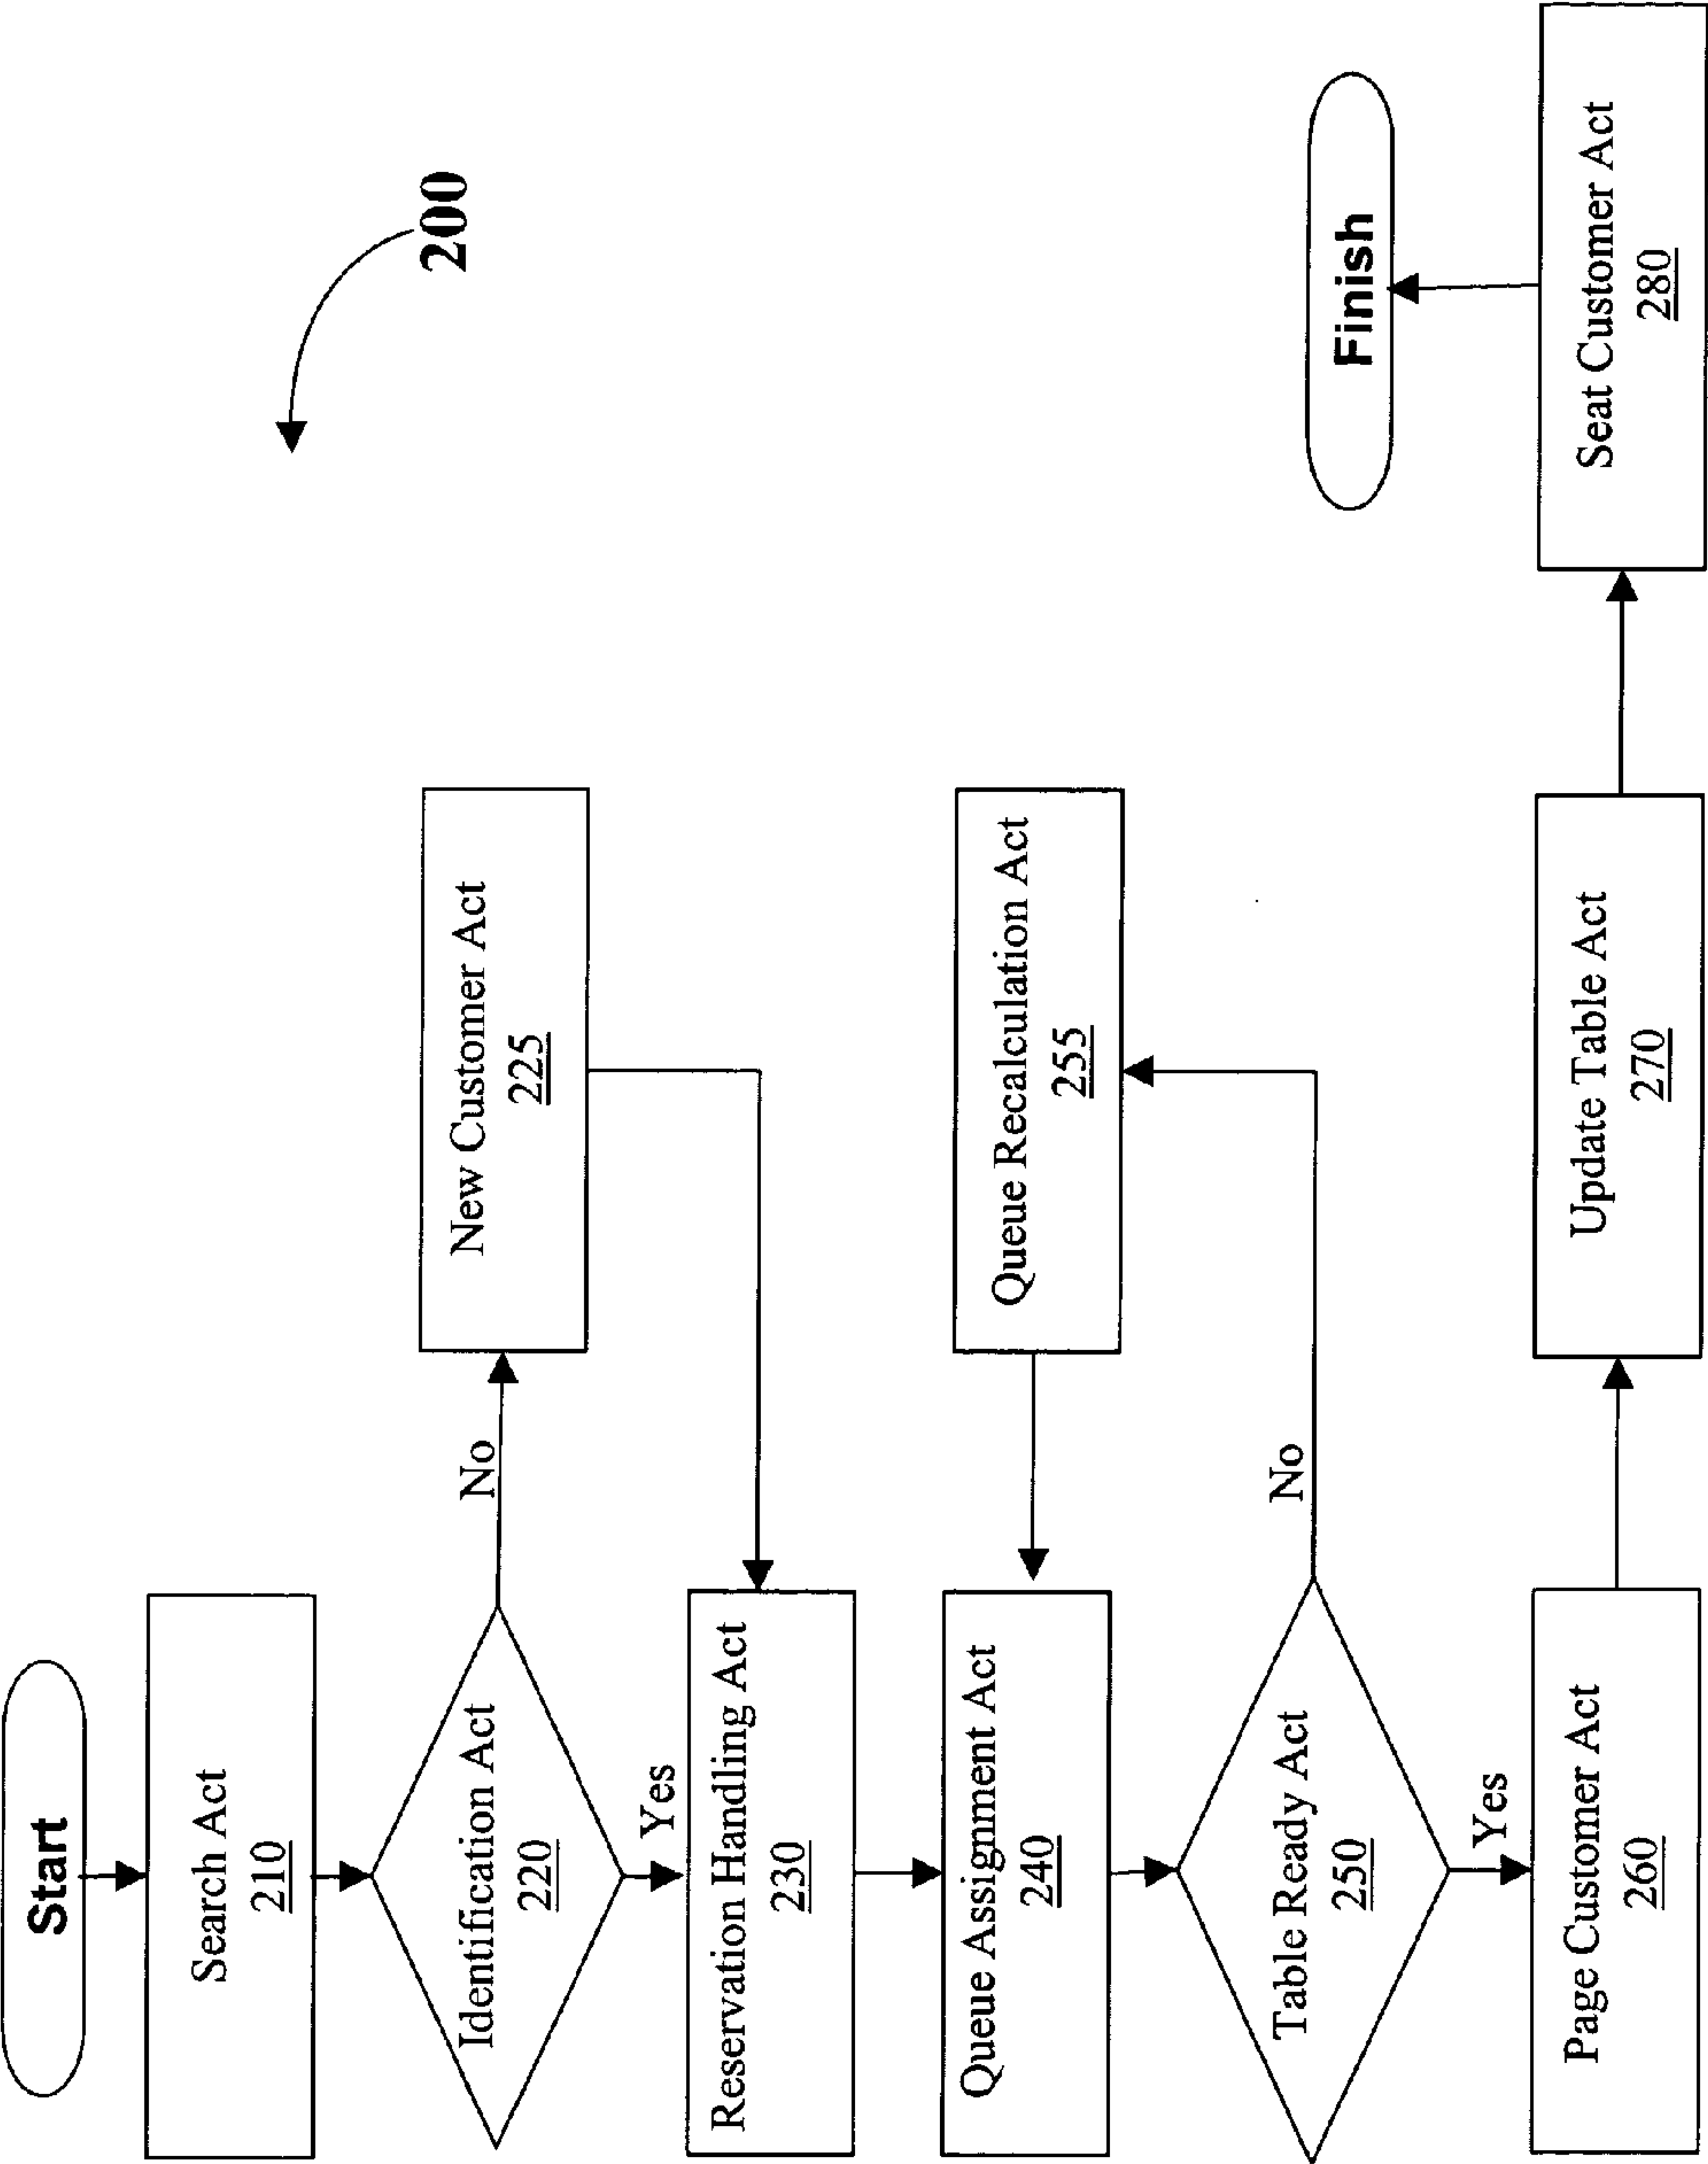 200
Start
Search Act
210
Identification Act
220
No
New Customer Act
225
Yes
Reservation Handling Act
230
Queue Assignment Act
240
Queue Recalculation Act
255
Table Ready Act
250
No
Yes
Page Customer Act
260
Update Table Act
270
Seat Customer Act
280
Finish